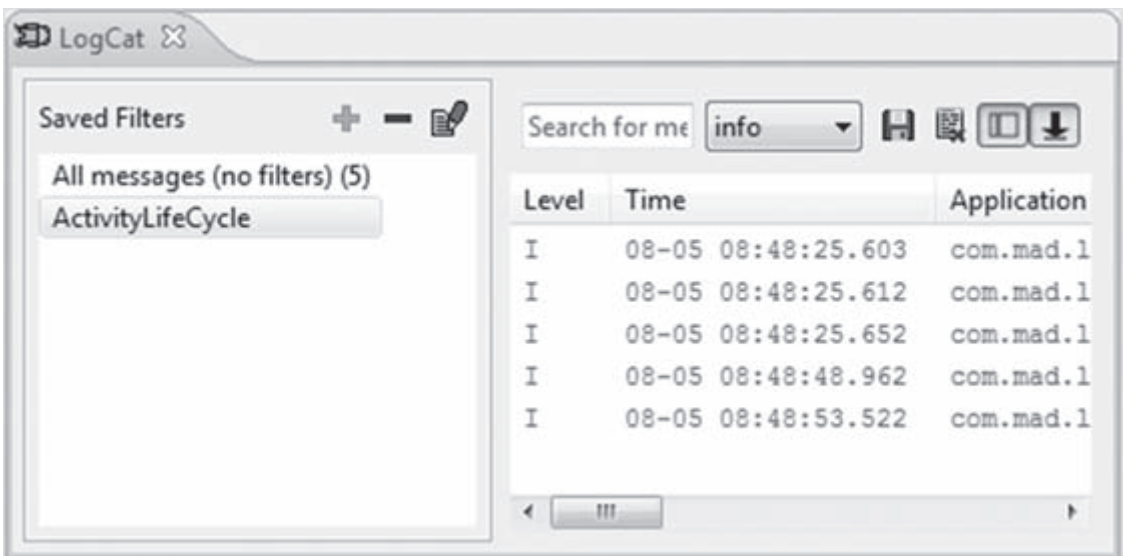 LogCat
Saved Filters
All messages (no filters) (5)
ActivityLifeCycle
Search for me info
Level Time Application
I 08-05 08:48:25.603 com.mad.l
I 08-05 08:48:25.612 com.mad.l
I 08-05 08:48:25.652 com.mad.l
I 08-05 08:48:48.962 com.mad.l
I 08-05 08:48:53.522 com.mad.l